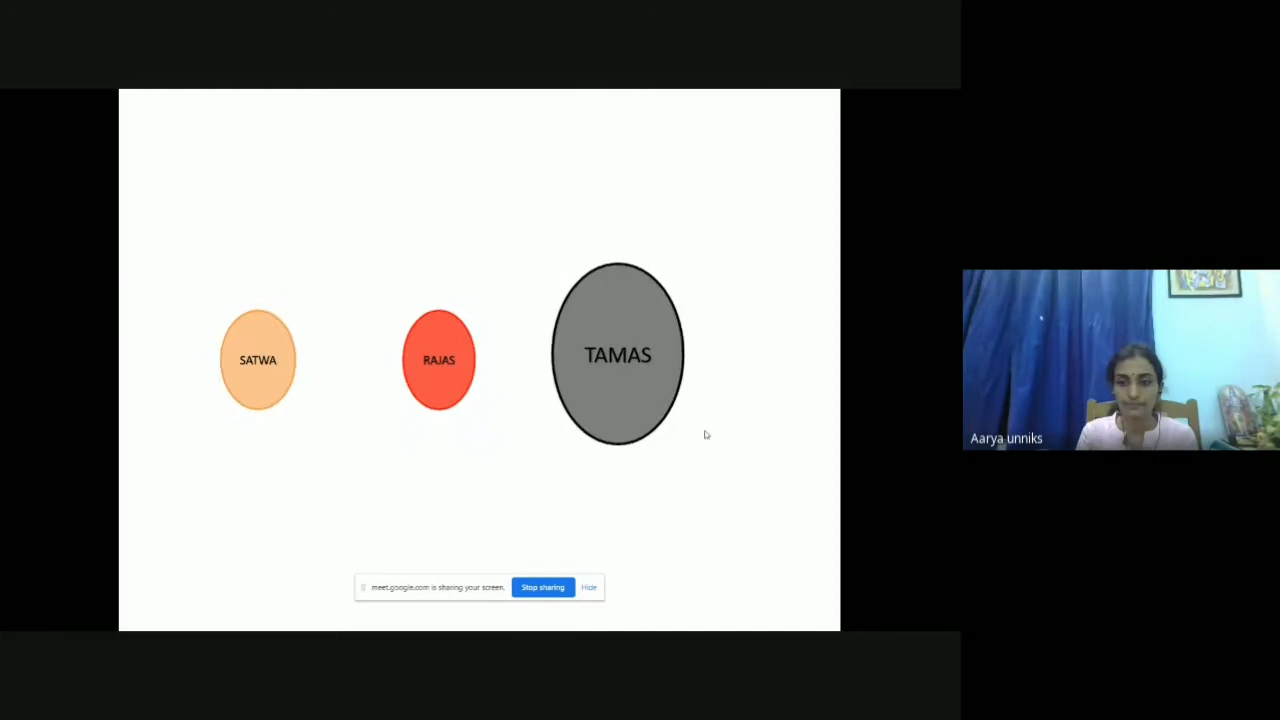 SATWA
RAJAS
TAMAS
meet.google.com is sharing your screen.
Stop sharing
Hide
Aarya unniks